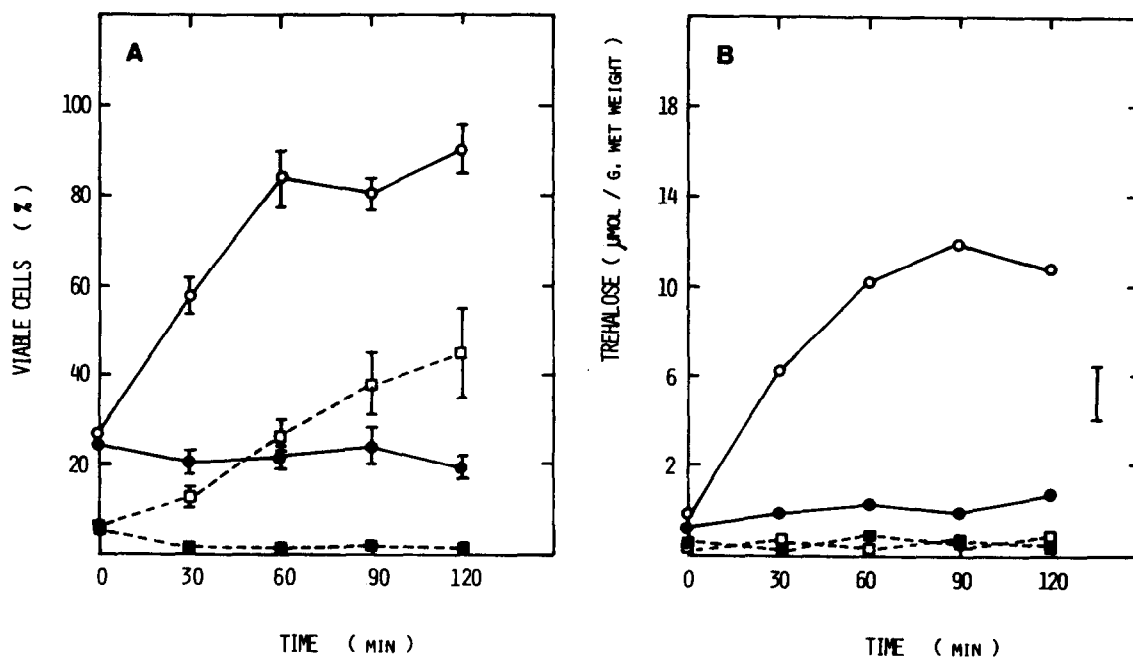 A
VIABLE CELLS ( % )
100
80
60
40
20
0 30 60 90 120
TIME ( MIN )
B
TREHALOSE ( µMOL / G. WET WEIGHT )
18
14
10
6
2
0 30 60 90 120
TIME ( MIN )